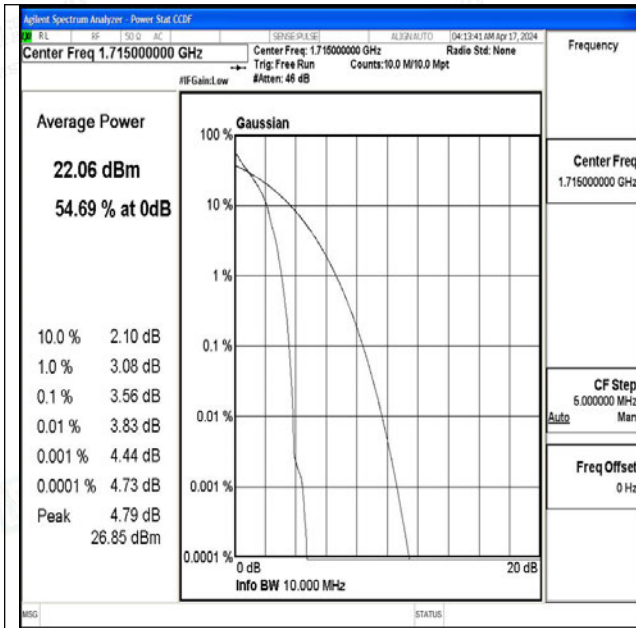 Agilent Spectrum Analyzer - Power Stat CCDF
RL RF 50 Ω AC SENSE:PULSE ALIGNAUTO 04:13:41 AM Apr 17, 2024
Center Freq 1.715000000 GHz
Center Freq: 1.715000000 GHz Radio Std: None
Trig: Free Run Counts:10.0 M/10.0 Mpt
#IFGain:Low #Atten: 46 dB
Frequency
Average Power
22.06 dBm
54.69 % at 0dB
10.0 % 2.10 dB
1.0 % 3.08 dB
0.1 % 3.56 dB
0.01 % 3.83 dB
0.001 % 4.44 dB
0.0001 % 4.73 dB
Peak 4.79 dB
26.85 dBm
Gaussian
100 %
10 %
1 %
0.1 %
0.01 %
0.001 %
0.0001 %
0 dB 20 dB
Info BW 10.000 MHz
Center Freq
1.715000000 GHz
CF Step
5.000000 MHz
Auto Man
Freq Offset
0 Hz
MSG STATUS